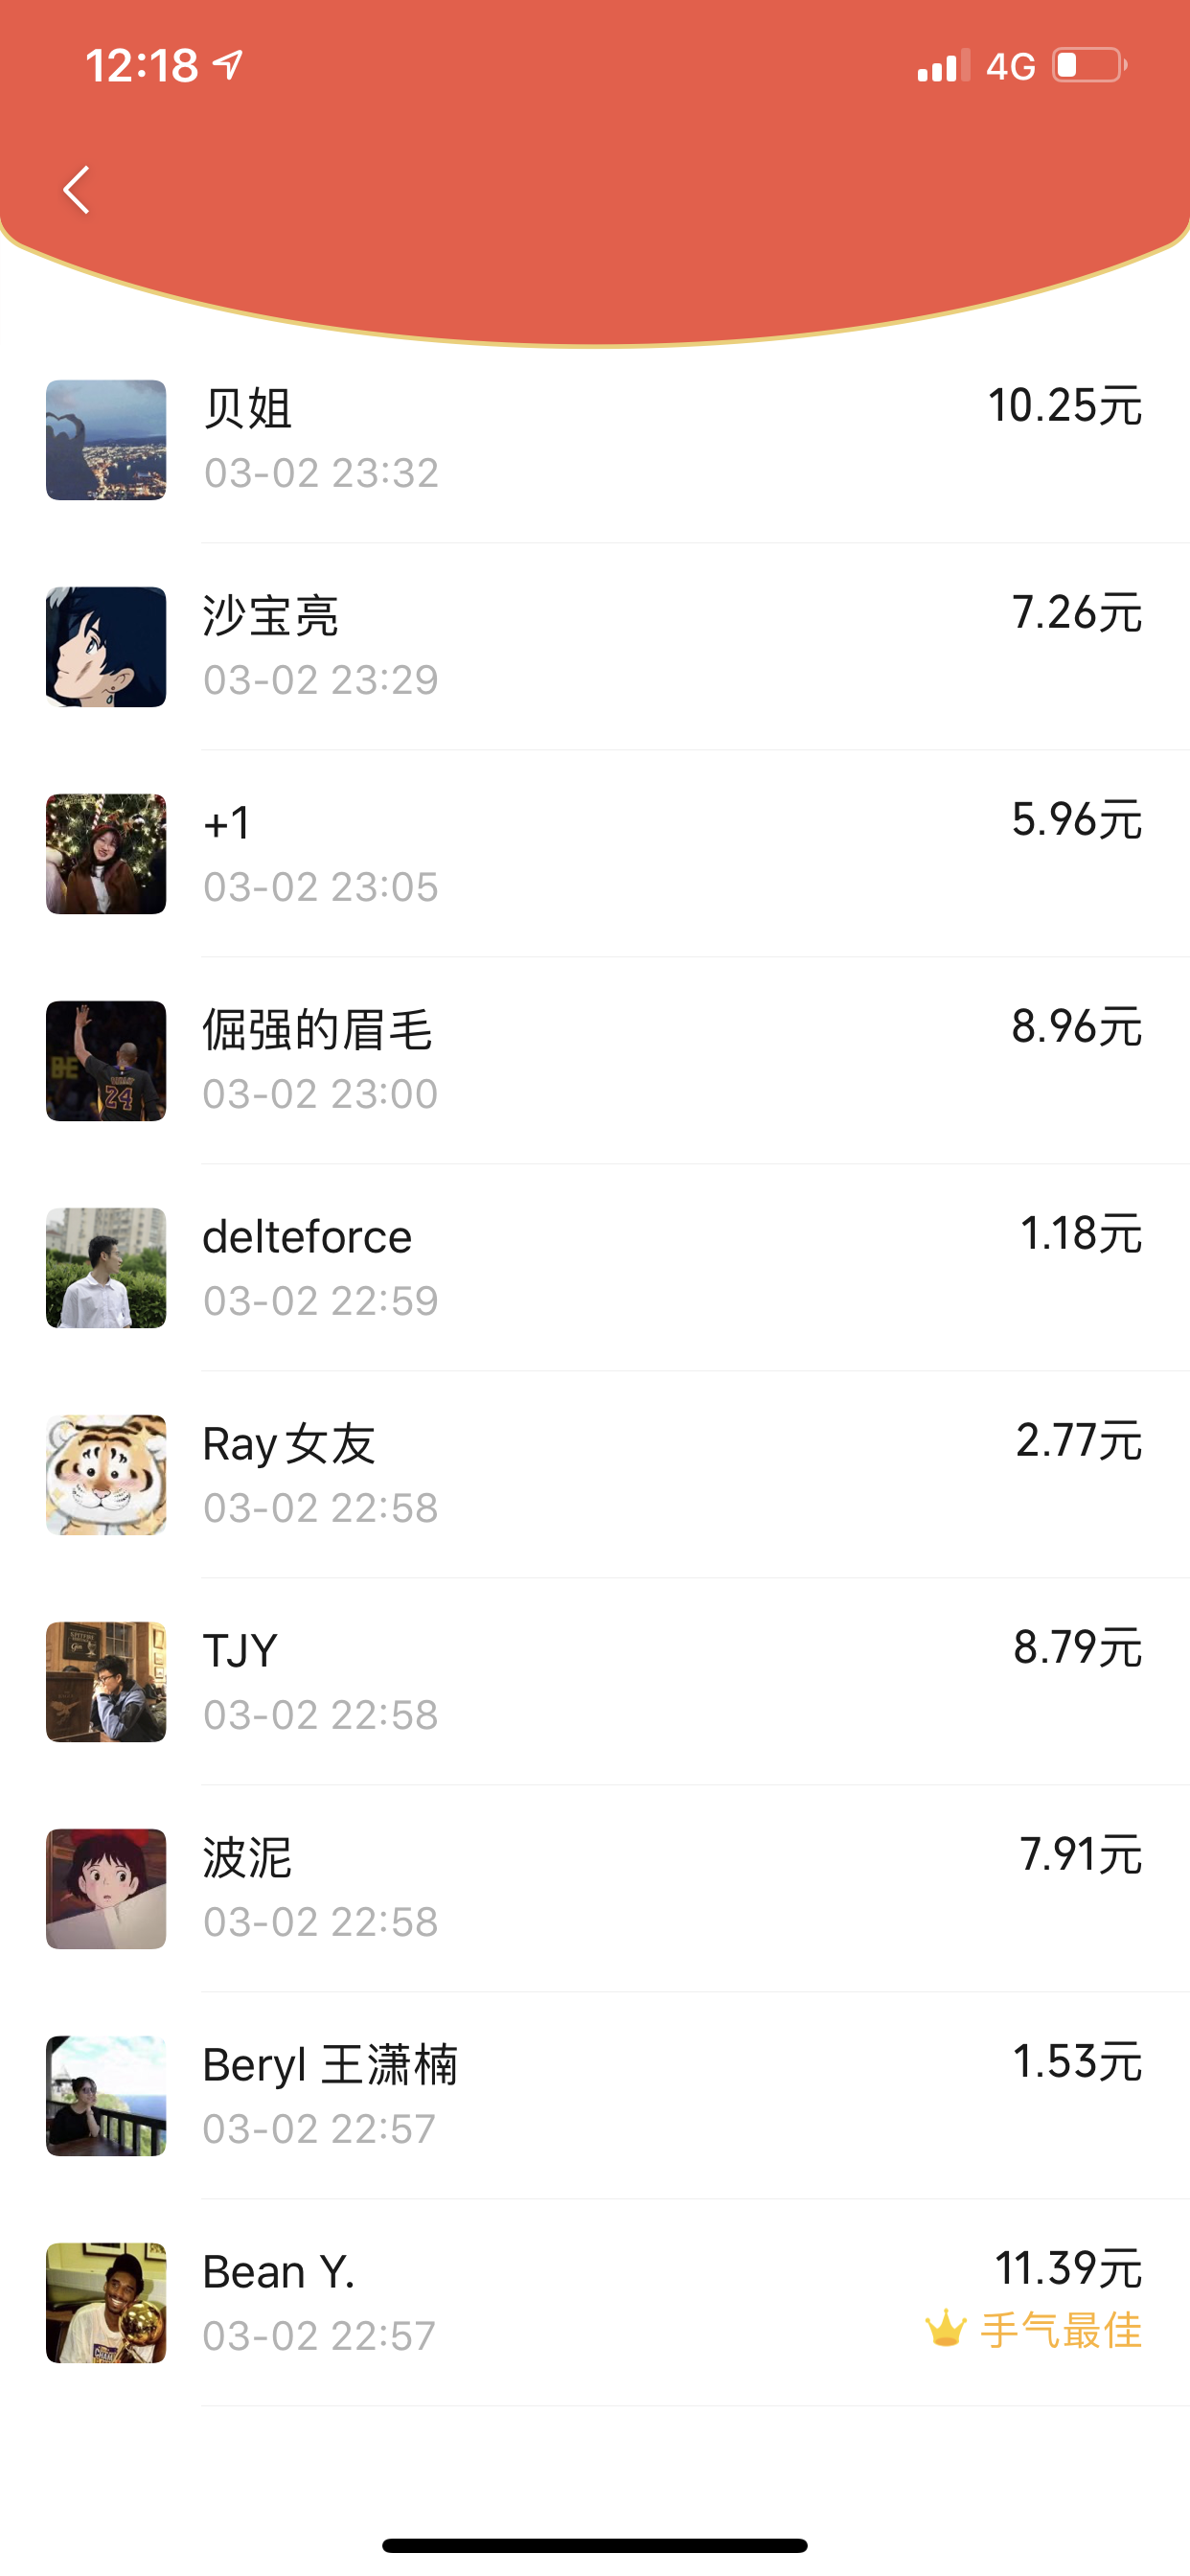 12:18 4G
贝姐 10.25元
03-02 23:32
沙宝亮 7.26元
03-02 23:29
+1 5.96元
03-02 23:05
倔强的眉毛 8.96元
03-02 23:00
delteforce 1.18元
03-02 22:59
Ray女友 2.77元
03-02 22:58
TJY 8.79元
03-02 22:58
波泥 7.91元
03-02 22:58
Beryl 王潇楠 1.53元
03-02 22:57
Bean Y. 11.39元
03-02 22:57 手气最佳
BE
24